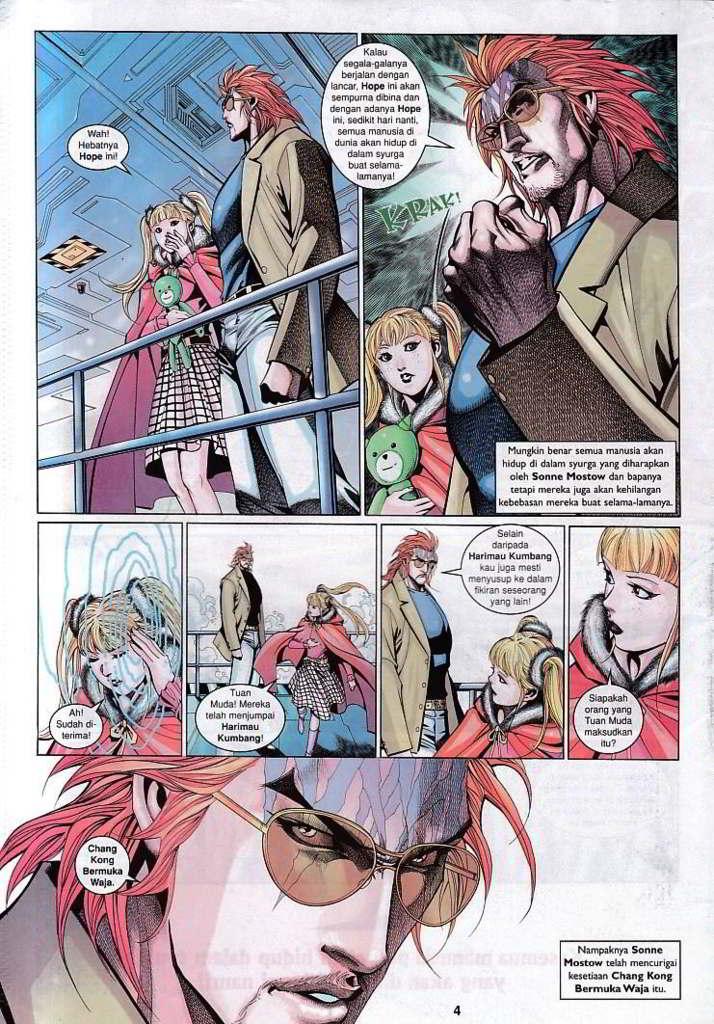 Wah!
Hebatnya
Hope ini!
Kalau
segala-galanya
berjalan dengan
lancar, Hope ini akan
sempurna dibina dan
dengan adanya Hope
ini, sedikit hari nanti,
semua manusia di
dunia akan hidup di
dalam syurga
buat selama-
lamanya!
KRAK!
Mungkin benar semua manusia akan
hidup di dalam syurga yang diharapkan
oleh Sonne Mostow dan bapanya
tetapi mereka juga akan kehilangan
kebebasan mereka buat selama-lamanya.
Ah!
Sudah di-
terima!
Tuan
Muda! Mereka
telah menjumpai
Harimau
Kumbang!
Selain
daripada
Harimau Kumbang
kau juga mesti
menyusup ke dalam
fikiran seseorang
yang lain!
Siapakah
orang yang
Tuan Muda
maksudkan
itu?
Chang
Kong
Bermuka
Waja.
Nampaknya Sonne
Mostow telah mencurigai
kesetiaan Chang Kong
Bermuka Waja itu.
4